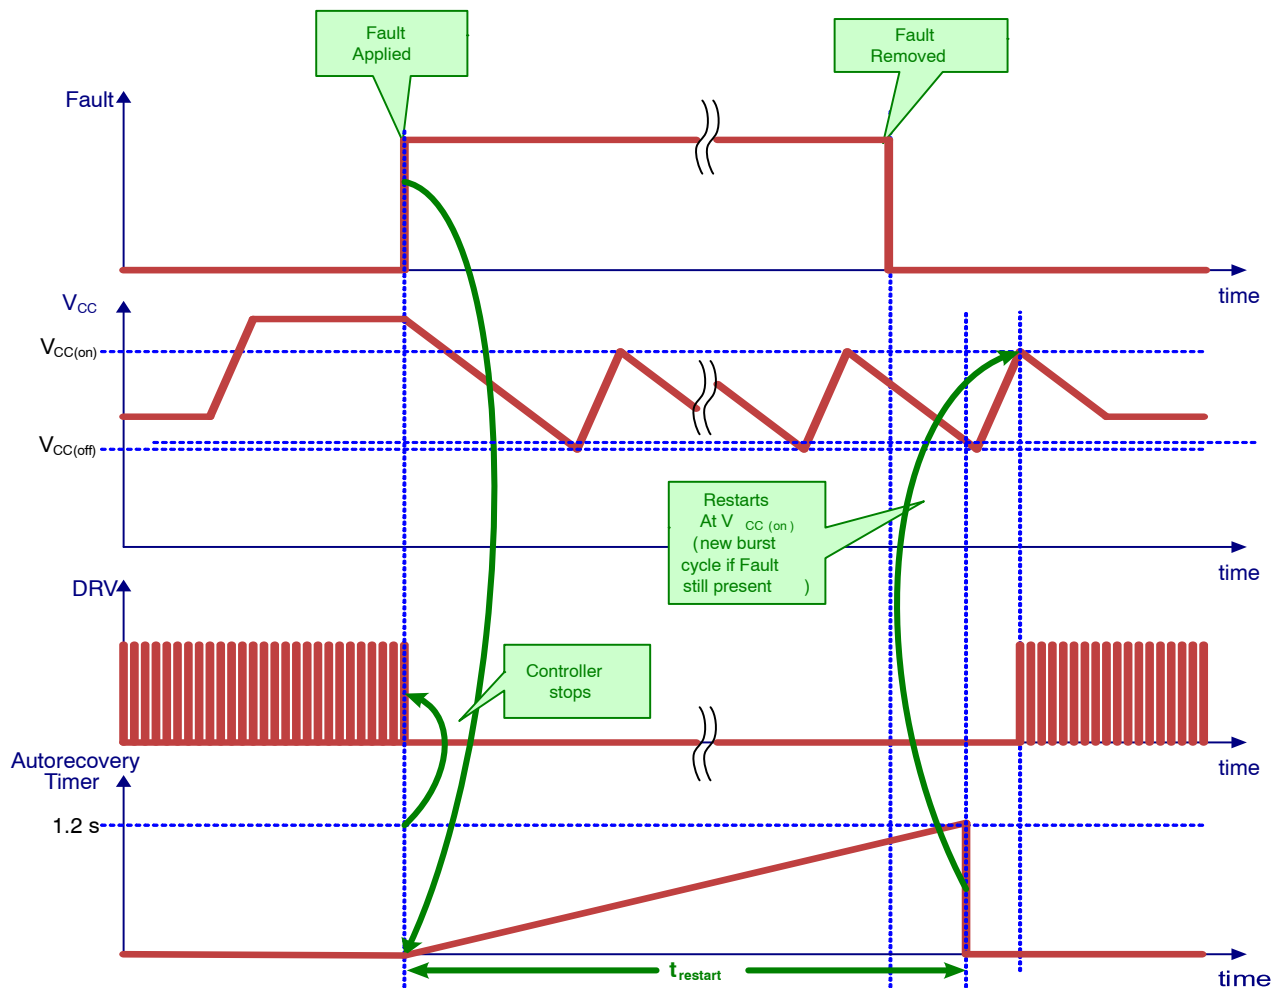 Fault
Applied
Fault
Removed
Fault
time
VCC
VCC(on)
VCC(off)
Restarts
At V CC (on)
(new burst
cycle if Fault
still present )
time
DRV
Controller
stops
time
Autorecovery
Timer
1.2 s
trestart
time